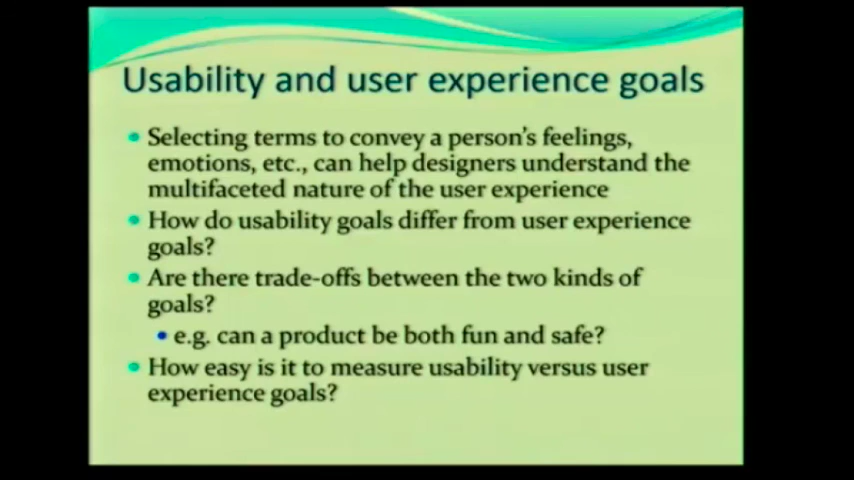 Usability and user experience goals
Selecting terms to convey a person's feelings,
emotions, etc., can help designers understand the
multifaceted nature of the user experience
How do usability goals differ from user experience
goals?
Are there trade-offs between the two kinds of
goals?
e.g. can a product be both fun and safe?
How easy is it to measure usability versus user
experience goals?